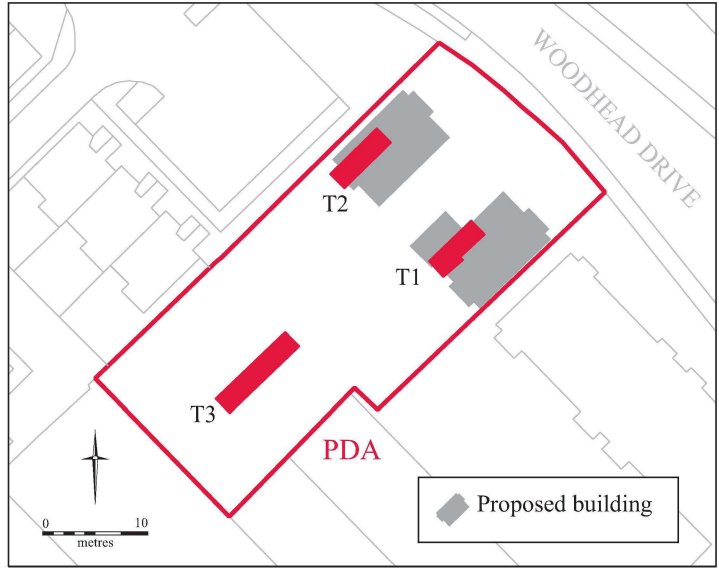 WOODHEAD DRIVE
T2
T1
T3
PDA
0 10
metres
Proposed building